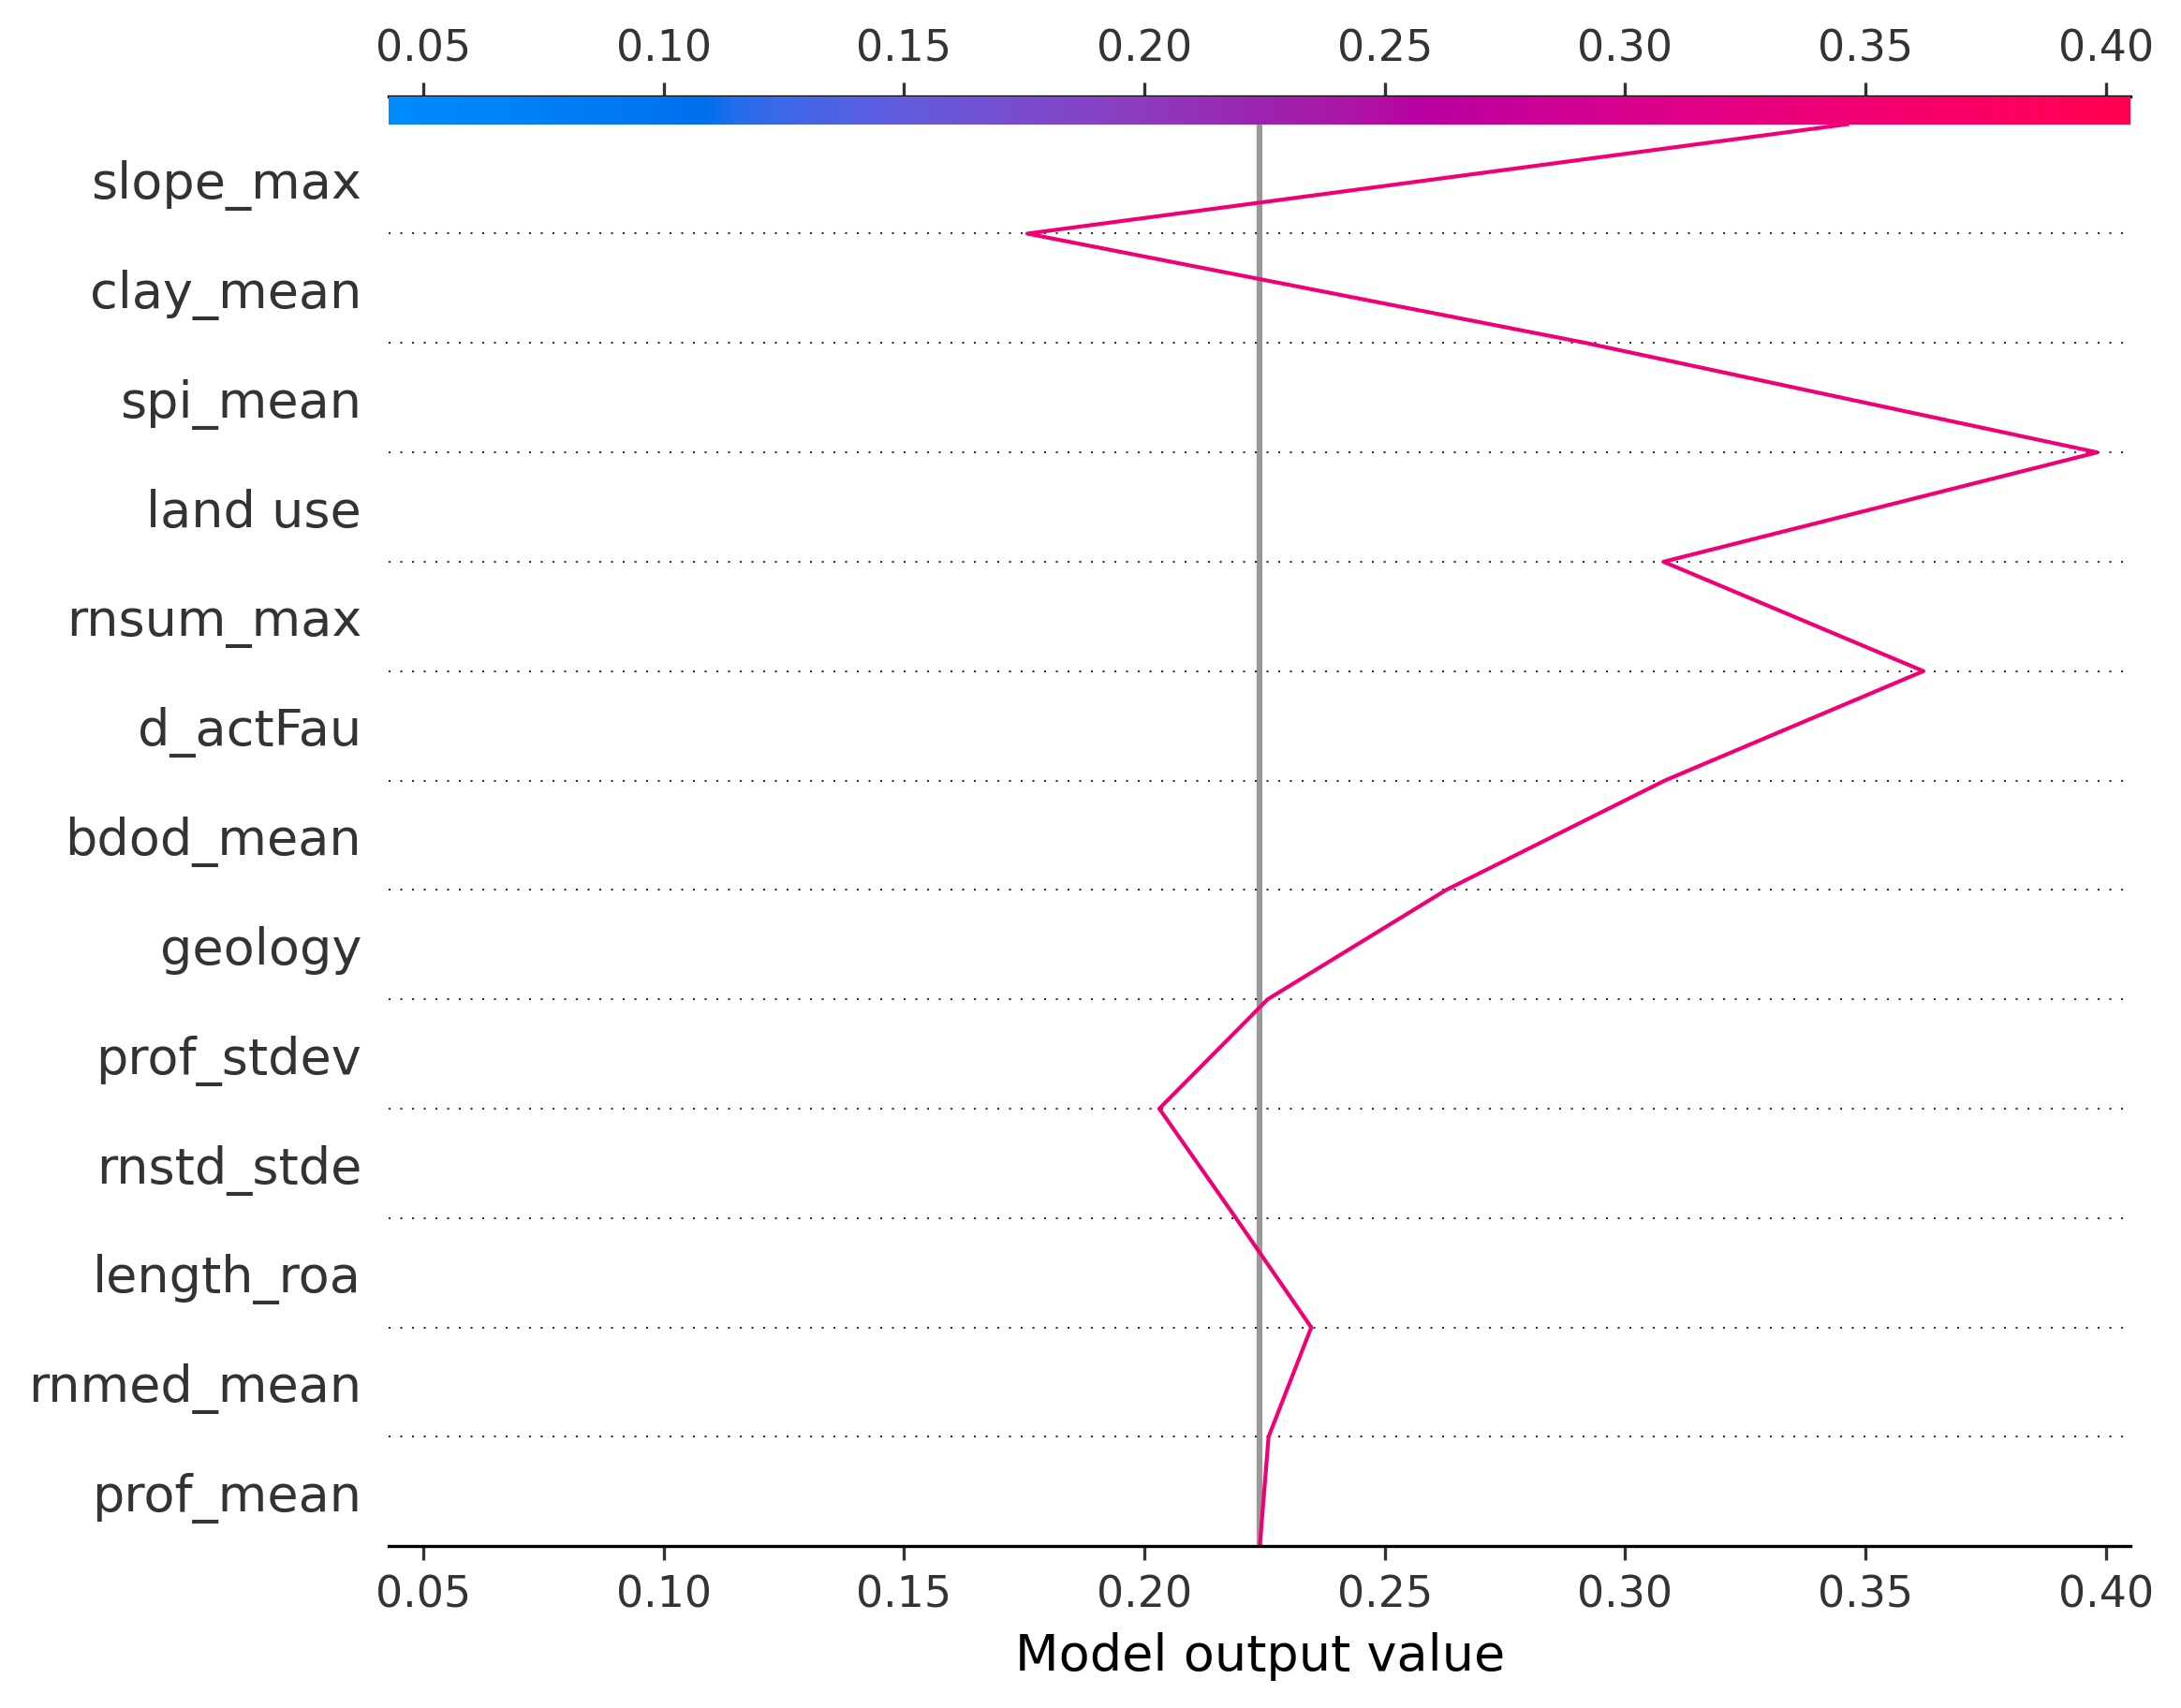 0.05 0.10 0.15 0.20 0.25 0.30 0.35 0.40
slope_max
clay_mean
spi_mean
land use
rnsum_max
d_actFau
bdod_mean
geology
prof_stdev
rnstd_stde
length_roa
rnmed_mean
prof_mean
0.05 0.10 0.15 0.20 0.25 0.30 0.35 0.40
Model output value